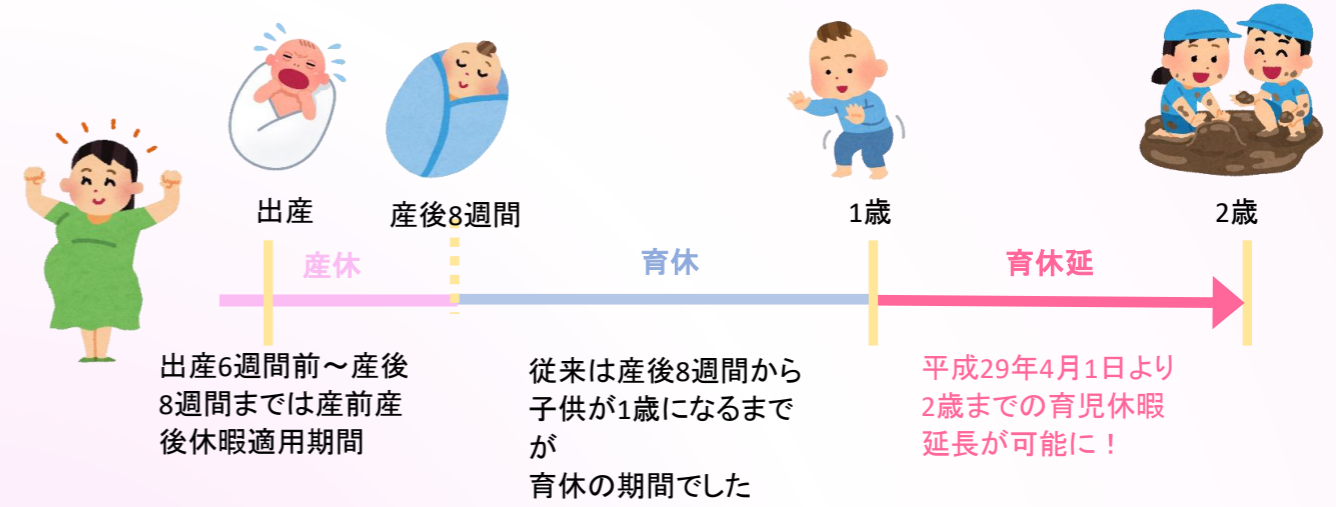 出産
産後8週間
1歳
2歳
産休
育休
育休延
出産6週間前～産後
8週間までは産前産
後休暇適用期間
従来は産後8週間から
子供が1歳になるまで
が
育休の期間でした
平成29年4月1日より
2歳までの育児休暇
延長が可能に！